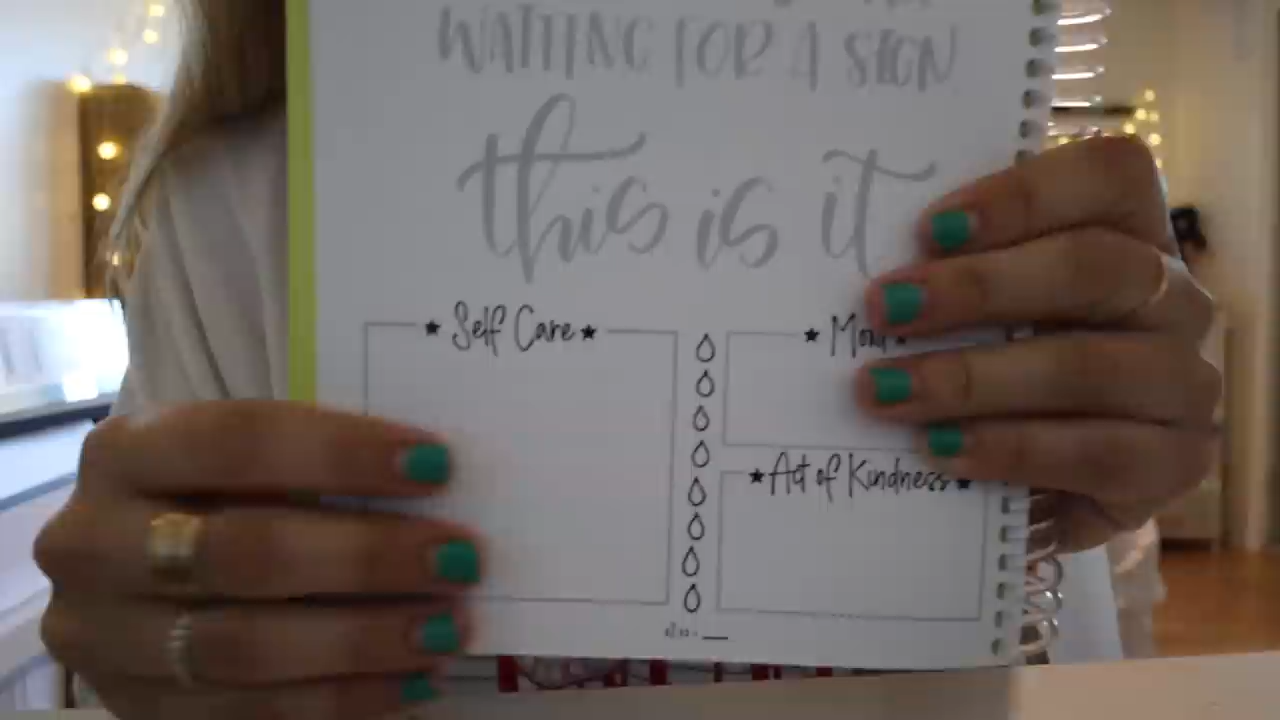 WAITING FOR A SIGN
this is it
★ Self Care ★
★ Act of Kindness ★